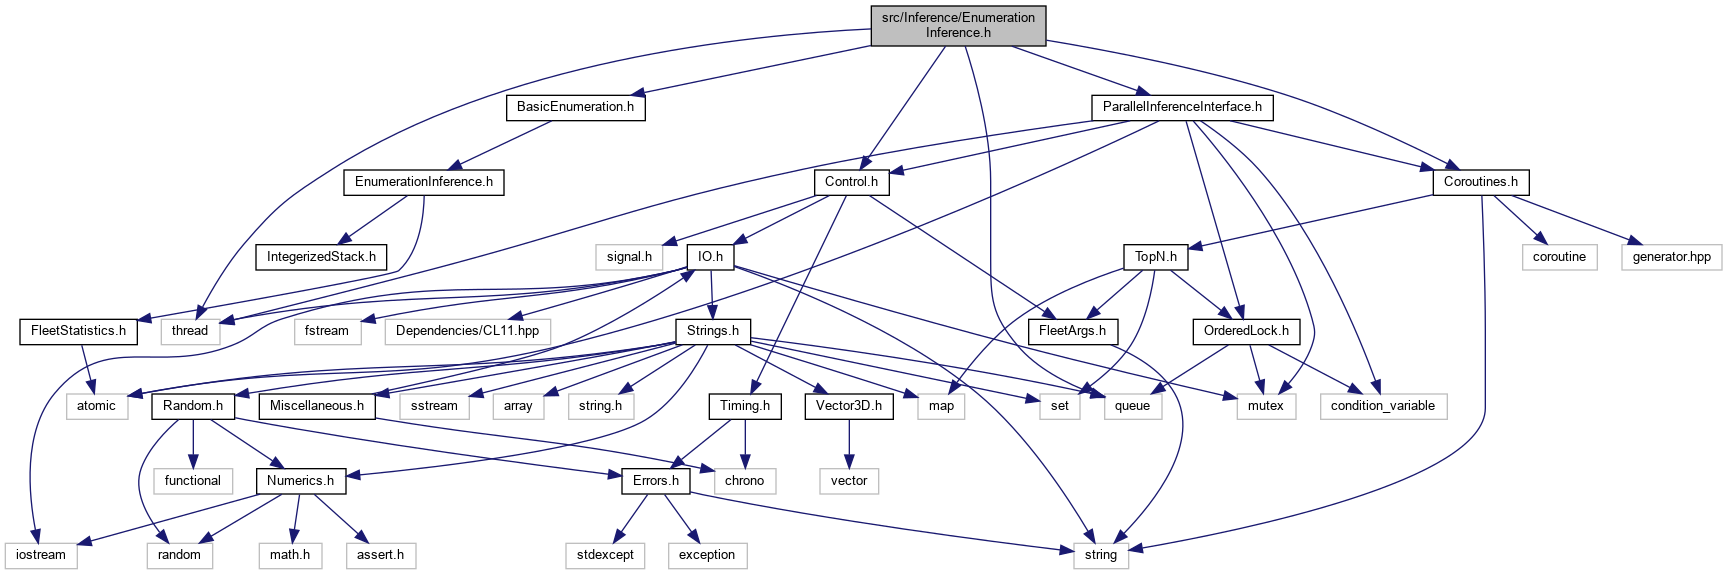 src/Inference/Enumeration
Inference.h
BasicEnumeration.h
ParallelInferenceInterface.h
EnumerationInference.h
Control.h
Coroutines.h
IntegerizedStack.h
signal.h
IO.h
TopN.h
coroutine
generator.hpp
FleetStatistics.h
thread
fstream
Dependencies/CL11.hpp
Strings.h
FleetArgs.h
OrderedLock.h
atomic
Random.h
Miscellaneous.h
sstream
array
string.h
Timing.h
Vector3D.h
map
set
queue
mutex
condition_variable
functional
Numerics.h
Errors.h
chrono
vector
iostream
random
math.h
assert.h
stdexcept
exception
string